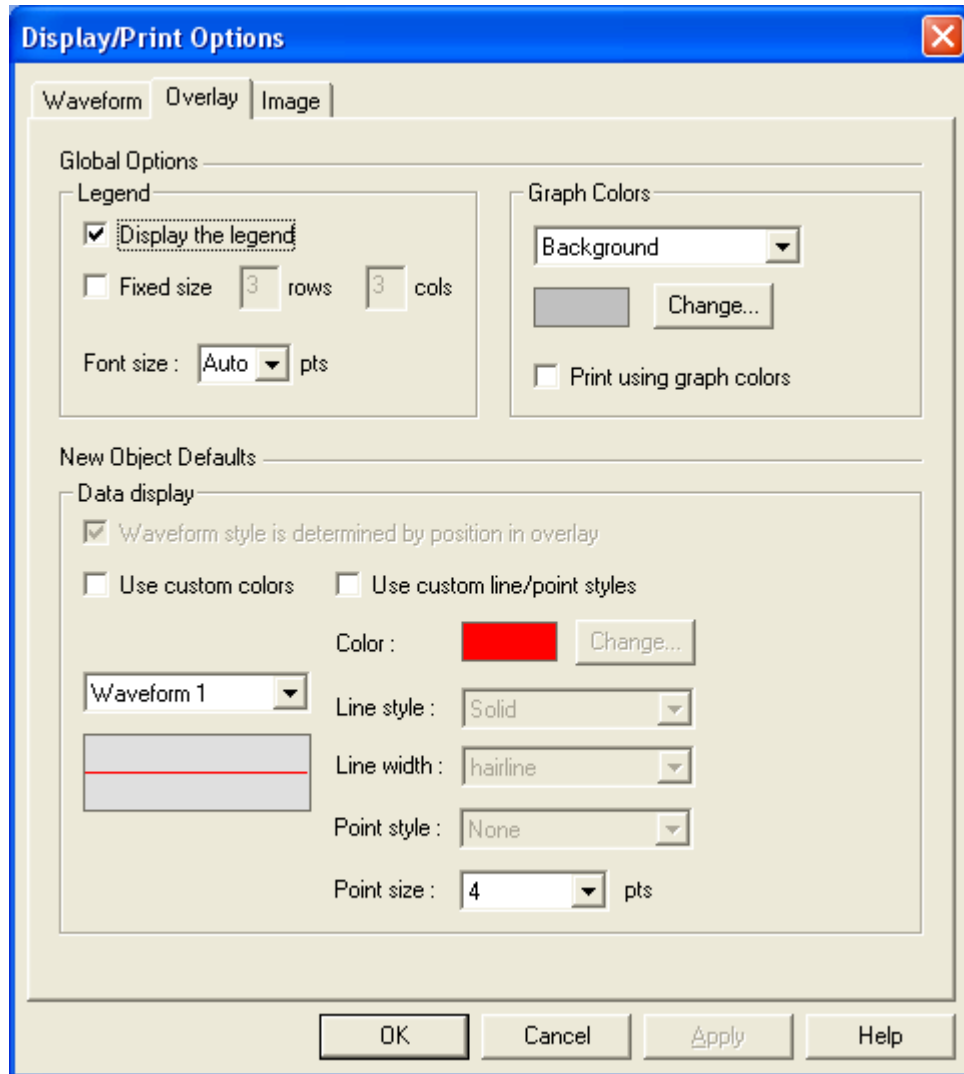 Display/Print Options
Waveform Overlay Image
Global Options
Legend
Display the legend
Fixed size 3 rows 3 cols
Font size : Auto pts
Graph Colors
Background
Change...
Print using graph colors
New Object Defaults
Data display
Waveform style is determined by position in overlay
Use custom colors Use custom line/point styles
Color : Change...
Waveform 1
Line style : Solid
Line width : hairline
Point style : None
Point size : 4 pts
OK Cancel Apply Help